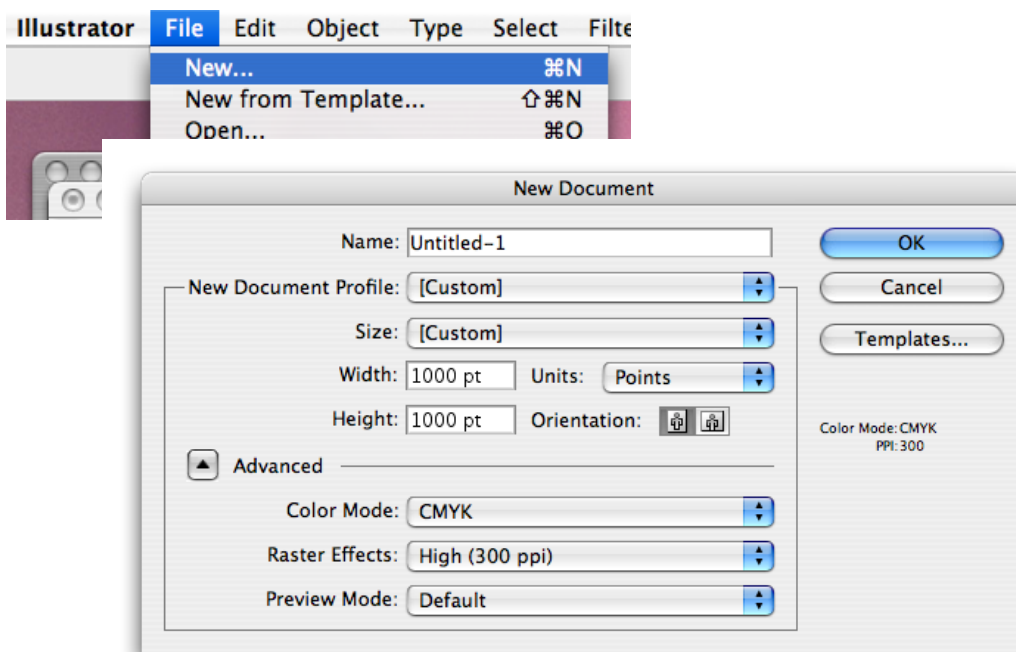 Illustrator File Edit Object Type Select
New... ⌘N
New from Template... ⇧⌘N
Open... ⌘O
New Document
Name: Untitled-1
OK
New Document Profile: [Custom]
Cancel
Size: [Custom]
Templates...
Width: 1000 pt Units: Points
Height: 1000 pt Orientation:
Color Mode: CMYK
PPI: 300
Advanced
Color Mode: CMYK
Raster Effects: High (300 ppi)
Preview Mode: Default